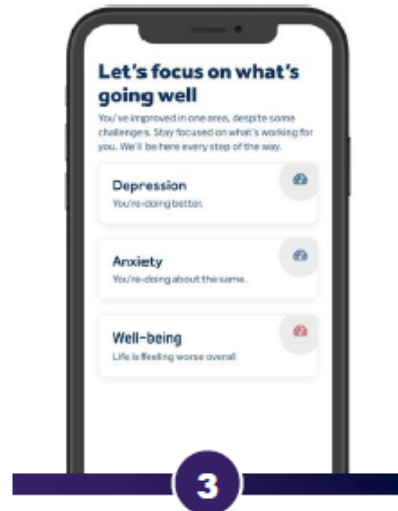 Let's focus on what's
going well
You've improved in one area, despite some
challenges. Stay focused on what's working for
you. We'll be here every step of the way.
Depression
You're doing better.
Anxiety
You're doing about the same.
Well-being
Life is feeling worse overall
3